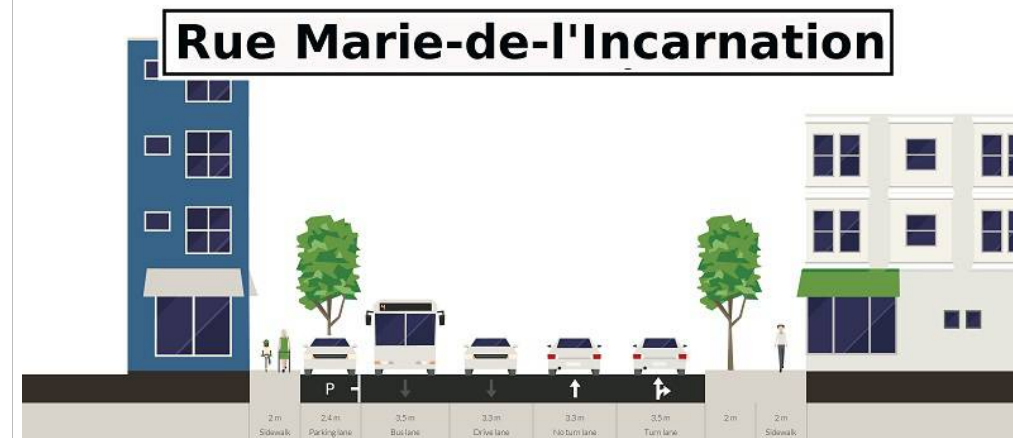 Rue Marie-de-l'Incarnation
P
2 m 2.4 m 3.5 m 3.3 m 3.3 m 3.5 m 2 m 2 m
Sidewalk Parking lane Bus lane Drive lane No turn lane Turn lane Sidewalk